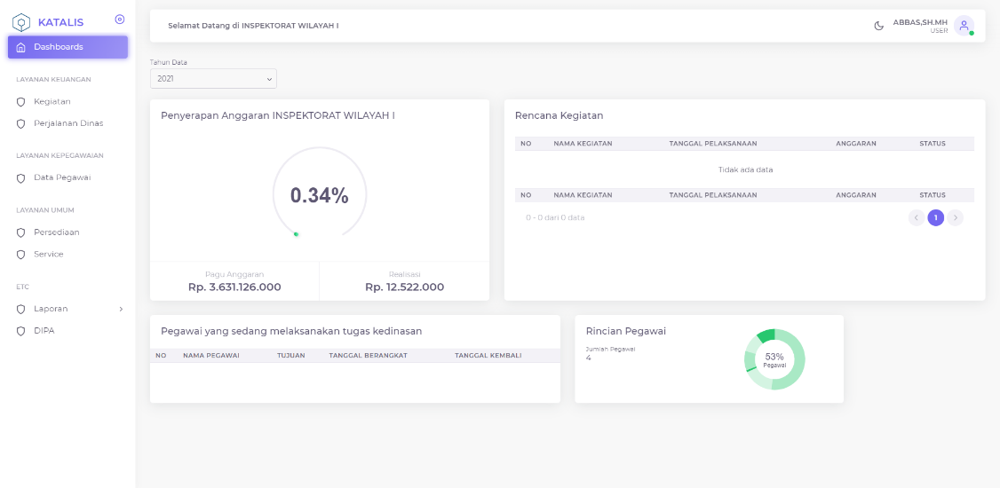 KATALIS
Dashboards
LAYANAN KEUANGAN
Kegiatan
Perjalanan Dinas
LAYANAN KEPEGAWAIAN
Data Pegawai
LAYANAN UMUM
Persediaan
Service
ETC
Laporan
DIPA
Selamat Datang di INSPEKTORAT WILAYAH I
ABBAS,SH.MH
USER
Tahun Data
2021
Penyerapan Anggaran INSPEKTORAT WILAYAH I
0.34%
Pagu Anggaran
Rp. 3.631.126.000
Realisasi
Rp. 12.522.000
Rencana Kegiatan
NO NAMA KEGIATAN TANGGAL PELAKSANAAN ANGGARAN STATUS
Tidak ada data
NO NAMA KEGIATAN TANGGAL PELAKSANAAN ANGGARAN STATUS
0 - 0 dari 0 data
1
Pegawai yang sedang melaksanakan tugas kedinasan
NO NAMA PEGAWAI TUJUAN TANGGAL BERANGKAT TANGGAL KEMBALI
Rincian Pegawai
Jumlah Pegawai
4
53%
Pegawai